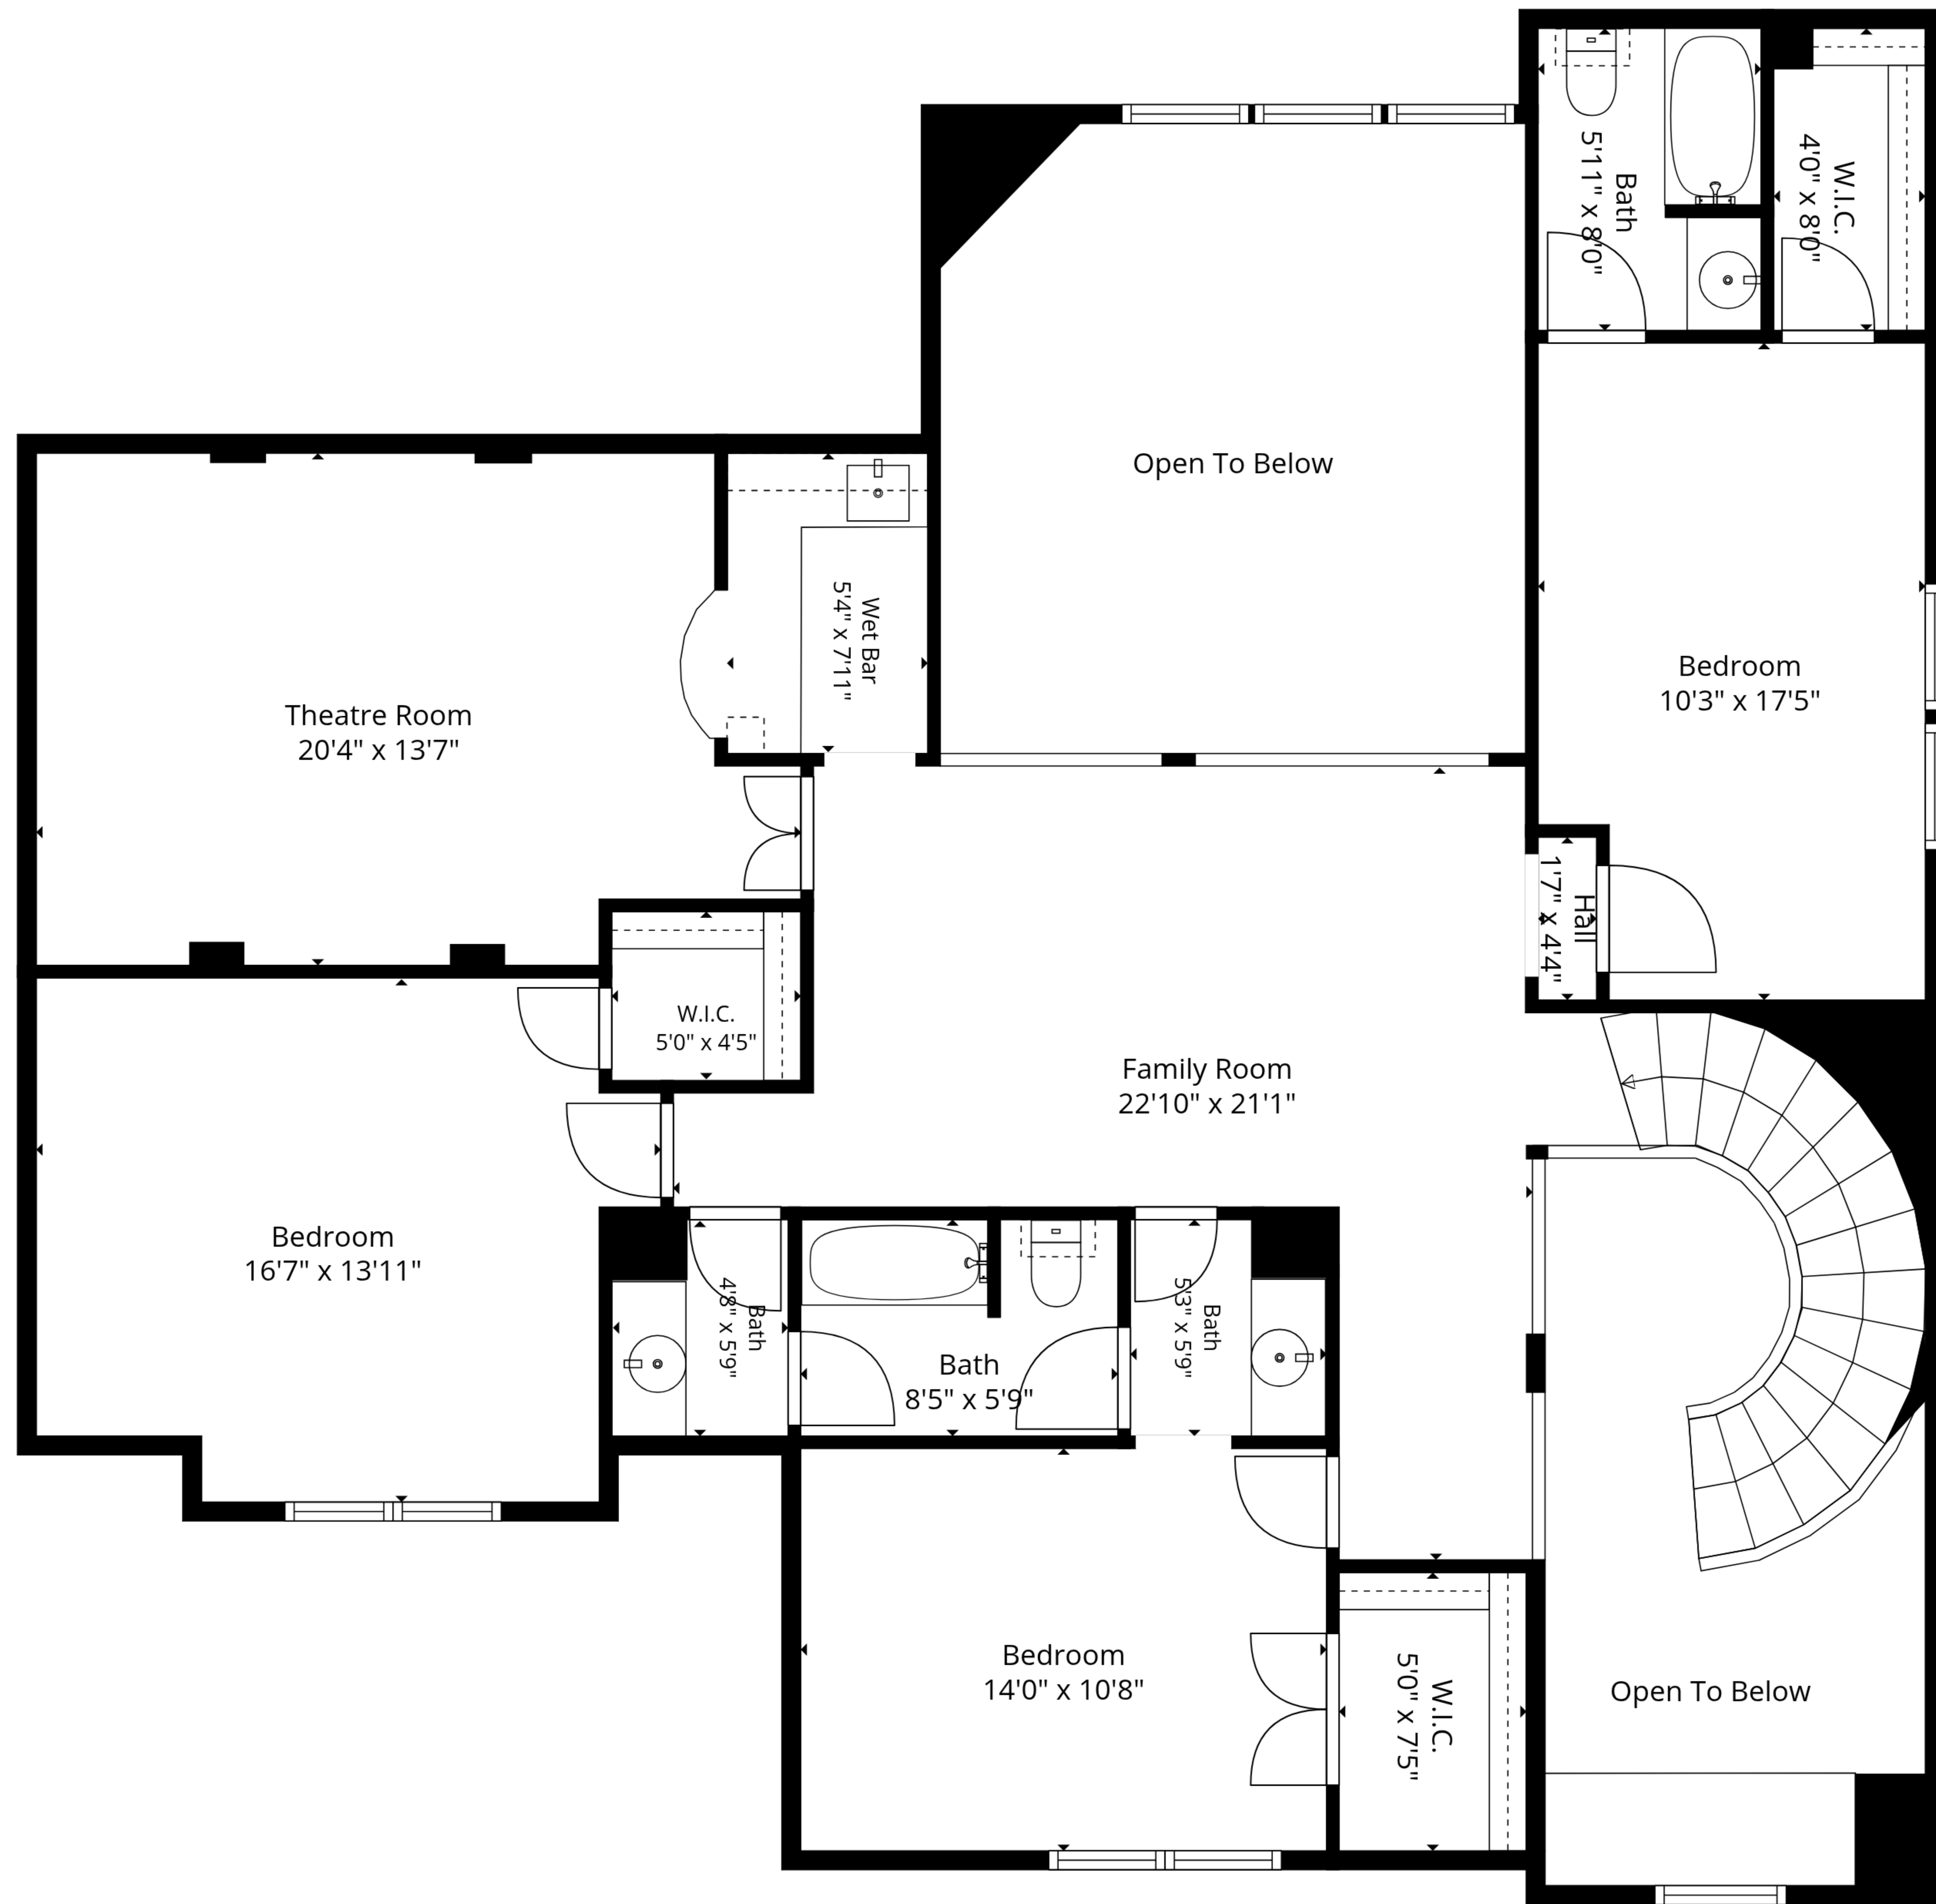 Bath
5'11" x 8'0"
W.I.C.
4'0" x 8'0"
Open To Below
Wet Bar
5'4" x 7'11"
Bedroom
10'3" x 17'5"
Theatre Room
20'4" x 13'7"
Hall
1'7" x 4'4"
W.I.C.
5'0" x 4'5"
Family Room
22'10" x 21'1"
Bedroom
16'7" x 13'11"
Bath
4'8" x 5'9"
Bath
8'5" x 5'9"
Bath
5'3" x 5'9"
Bedroom
14'0" x 10'8"
W.I.C.
5'0" x 7'5"
Open To Below